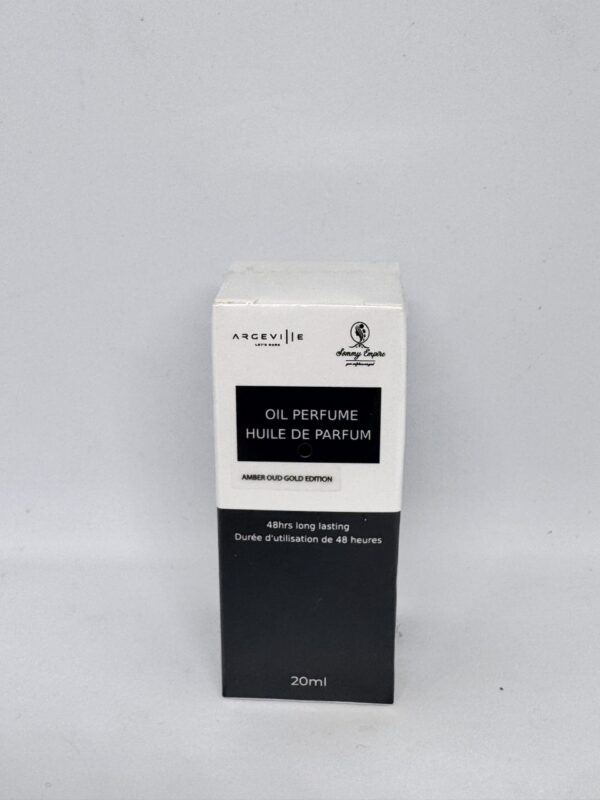 ARGEVILLE
Sommy Empire
OIL PERFUME
HUILE DE PARFUM
AMBER OUD GOLD EDITION
48hrs long lasting
Durée d'utilisation de 48 heures
20ml